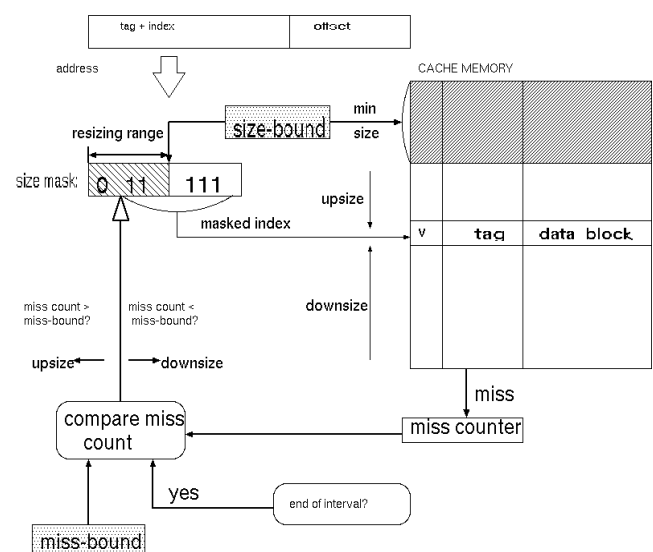 tag + index
offset
address
CACHE MEMORY
min
size
size-bound
resizing range
size mask:
0 11 111
upsize
masked index
v tag data block
downsize
miss count >
miss-bound?
miss count <
miss-bound?
upsize
downsize
miss
compare miss
count
miss counter
yes
end of interval?
miss-bound